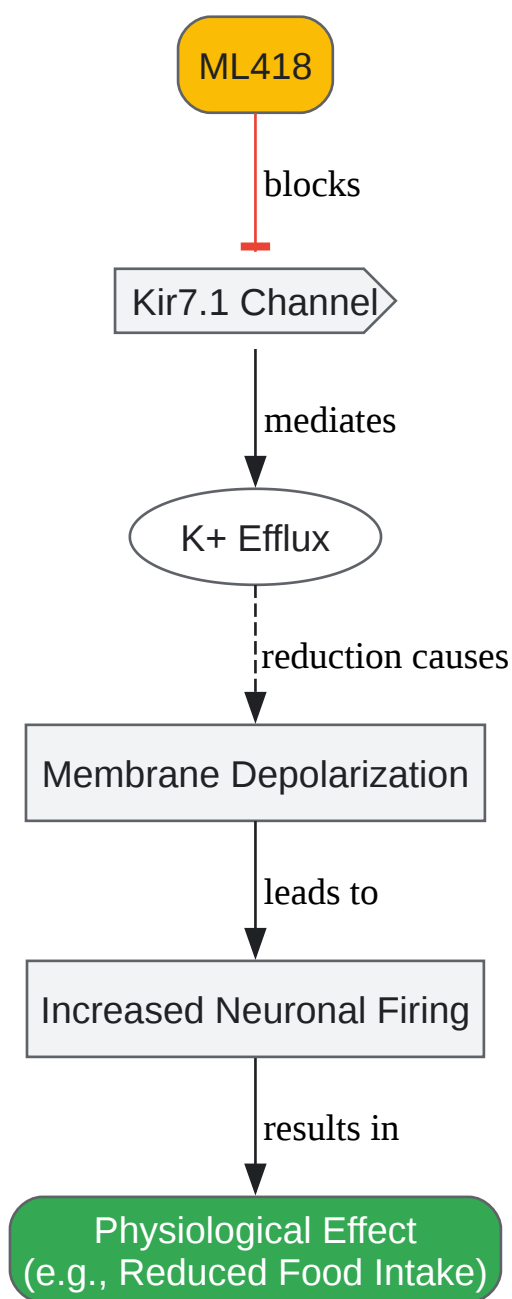 ML418
blocks
Kir7.1 Channel
mediates
K+ Efflux
reduction causes
Membrane Depolarization
leads to
Increased Neuronal Firing
results in
Physiological Effect
(e.g., Reduced Food Intake)